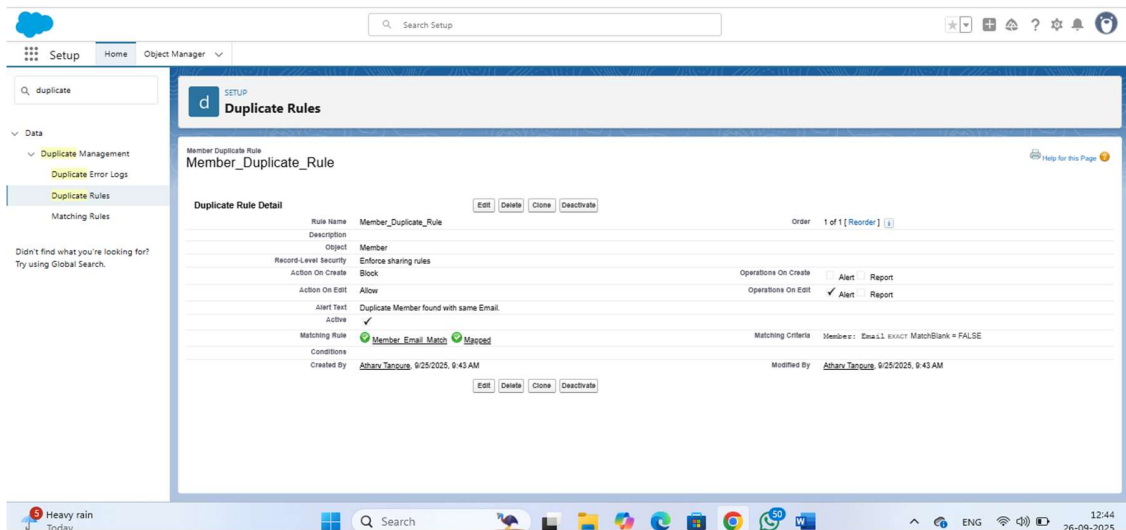 Search Setup
Setup Home Object Manager
duplicate
Data
Duplicate Management
Duplicate Error Logs
Duplicate Rules
Matching Rules
Didn't find what you're looking for?
Try using Global Search.
d
SETUP
Duplicate Rules
Member Duplicate Rule
Member_Duplicate_Rule
Help for this Page ?
Duplicate Rule Detail Edit Delete Clone Deactivate
Rule Name Member_Duplicate_Rule Order 1 of 1 [ Reorder ] i
Description
Object Member
Record-Level Security Enforce sharing rules
Action On Create Block Operations On Create Alert Report
Action On Edit Allow Operations On Edit Alert Report
Alert Text Duplicate Member found with same Email.
Active
Matching Rule Member_Email_Match Mapped Matching Criteria Member: Email EXACT MatchBlank = FALSE
Conditions
Created By Atharv Tanpure, 9/25/2025, 9:43 AM Modified By Atharv Tanpure, 9/25/2025, 9:43 AM
Edit Delete Clone Deactivate
5 Heavy rain
Today
Search
50
W
ENG
12:44
26-09-2025